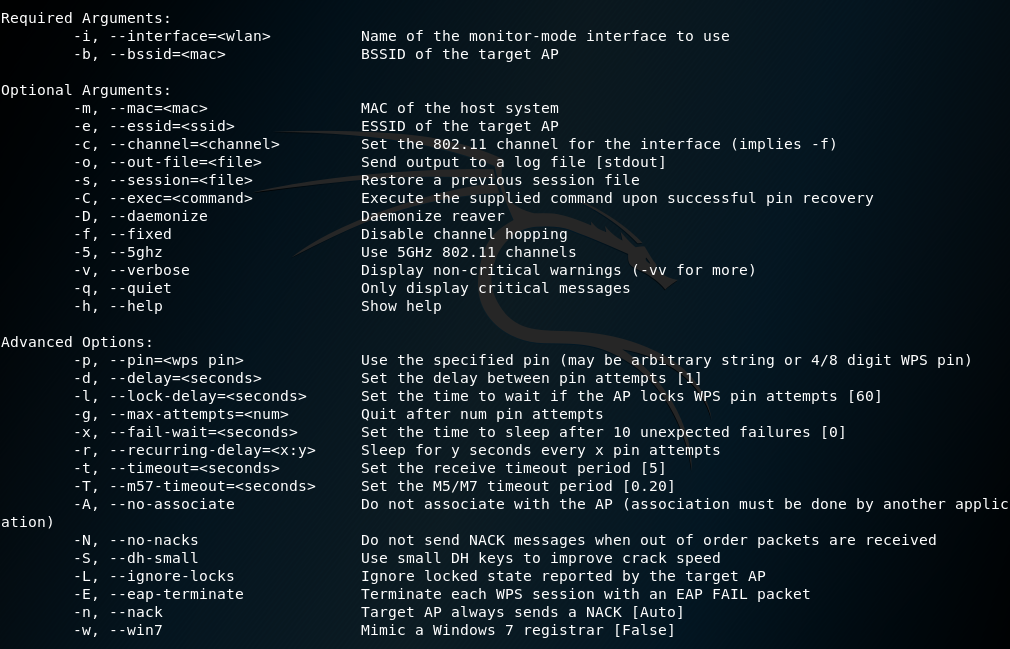 Required Arguments:
        -i, --interface=<wlan>          Name of the monitor-mode interface to use
        -b, --bssid=<mac>               BSSID of the target AP

Optional Arguments:
        -m, --mac=<mac>                 MAC of the host system
        -e, --essid=<ssid>              ESSID of the target AP
        -c, --channel=<channel>         Set the 802.11 channel for the interface (implies -f)
        -o, --out-file=<file>           Send output to a log file [stdout]
        -s, --session=<file>            Restore a previous session file
        -C, --exec=<command>            Execute the supplied command upon successful pin recovery
        -D, --daemonize                 Daemonize reaver
        -f, --fixed                     Disable channel hopping
        -5, --5ghz                      Use 5GHz 802.11 channels
        -v, --verbose                   Display non-critical warnings (-vv for more)
        -q, --quiet                     Only display critical messages
        -h, --help                      Show help

Advanced Options:
        -p, --pin=<wps pin>             Use the specified pin (may be arbitrary string or 4/8 digit WPS pin)
        -d, --delay=<seconds>           Set the delay between pin attempts [1]
        -l, --lock-delay=<seconds>      Set the time to wait if the AP locks WPS pin attempts [60]
        -g, --max-attempts=<num>        Quit after num pin attempts
        -x, --fail-wait=<seconds>       Set the time to sleep after 10 unexpected failures [0]
        -r, --recurring-delay=<x:y>     Sleep for y seconds every x pin attempts
        -t, --timeout=<seconds>         Set the receive timeout period [5]
        -T, --m57-timeout=<seconds>     Set the M5/M7 timeout period [0.20]
        -A, --no-associate              Do not associate with the AP (association must be done by another applic
ation)
        -N, --no-nacks                  Do not send NACK messages when out of order packets are received
        -S, --dh-small                  Use small DH keys to improve crack speed
        -L, --ignore-locks              Ignore locked state reported by the target AP
        -E, --eap-terminate             Terminate each WPS session with an EAP FAIL packet
        -n, --nack                      Target AP always sends a NACK [Auto]
        -w, --win7                      Mimic a Windows 7 registrar [False]